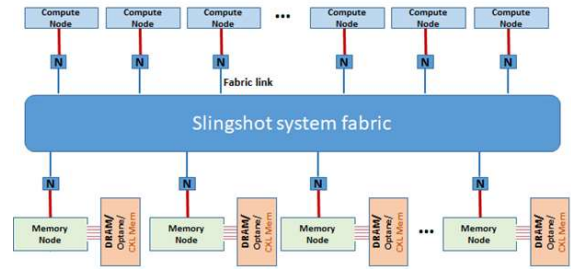 Compute
Node
Compute
Node
Compute
Node
...
Compute
Node
Compute
Node
Compute
Node
N
N
N
N
N
N
Fabric link
Slingshot system fabric
N
N
N
N
Memory
Node
DRAM/
Optane/
CXL Mem
Memory
Node
DRAM/
Optane/
CXL Mem
Memory
Node
DRAM/
Optane/
CXL Mem
...
Memory
Node
DRAM/
Optane/
CXL Mem